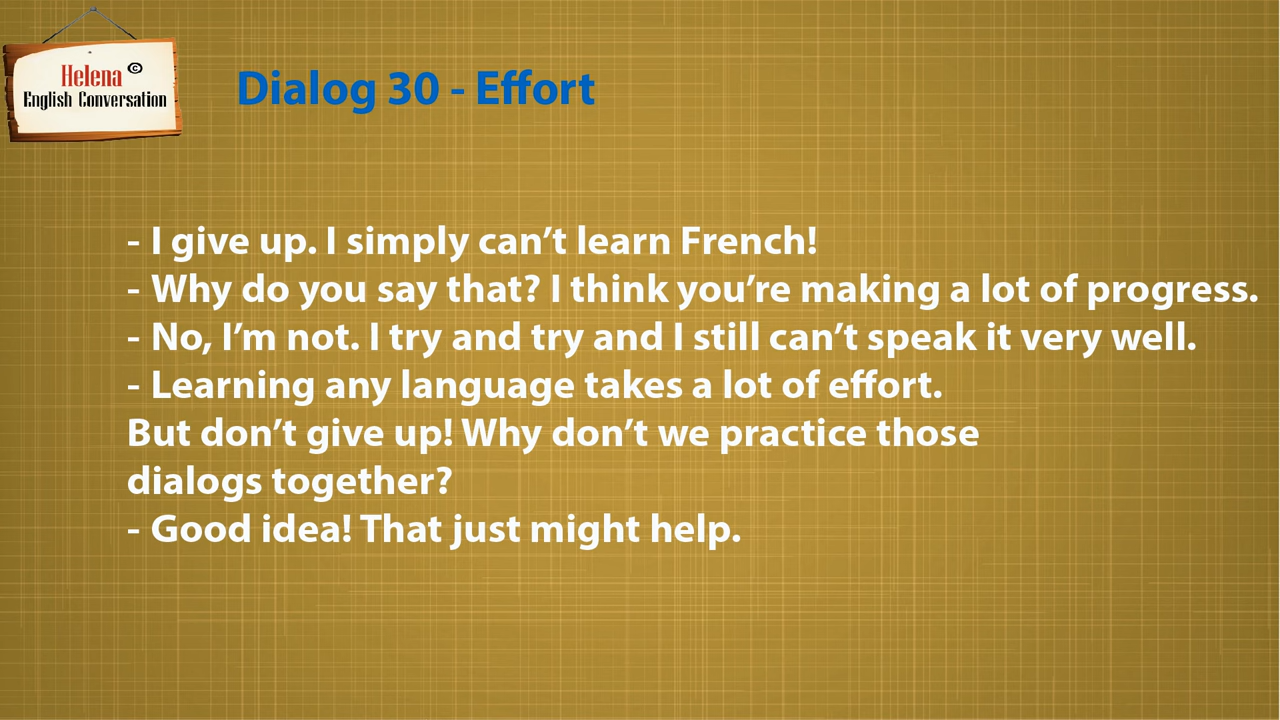 Helena ©
English Conversation
Dialog 30 - Effort
- I give up. I simply can’t learn French!
- Why do you say that? I think you’re making a lot of progress.
- No, I’m not. I try and try and I still can’t speak it very well.
- Learning any language takes a lot of effort.
But don’t give up! Why don’t we practice those
dialogs together?
- Good idea! That just might help.